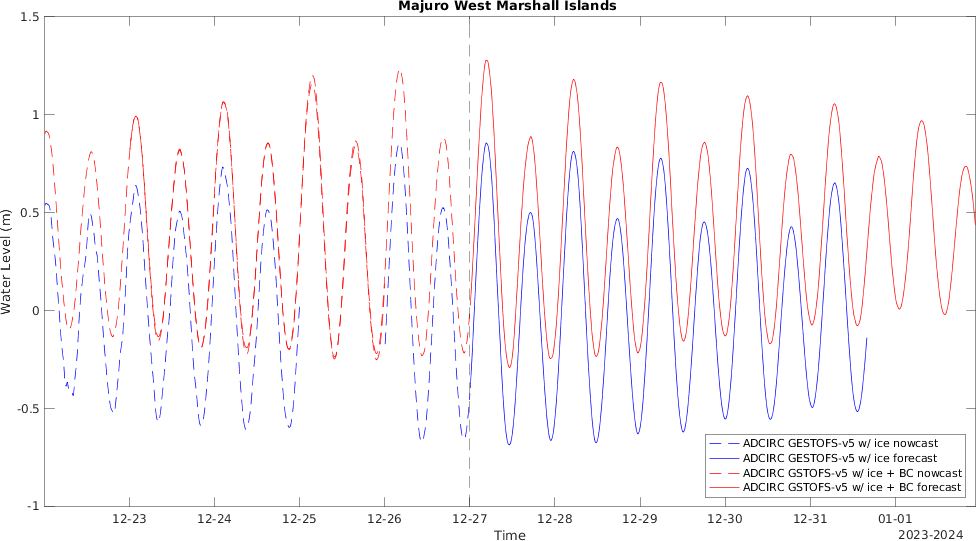 Majuro West Marshall Islands
1.5
1
0.5
0
-0.5
-1
Water Level (m)
12-23
12-24
12-25
12-26
12-27
12-28
12-29
12-30
12-31
01-01
Time
2023-2024
ADCIRC GESTOFS-v5 w/ ice nowcast
ADCIRC GESTOFS-v5 w/ ice forecast
ADCIRC GSTOFS-v5 w/ ice + BC nowcast
ADCIRC GSTOFS-v5 w/ ice + BC forecast